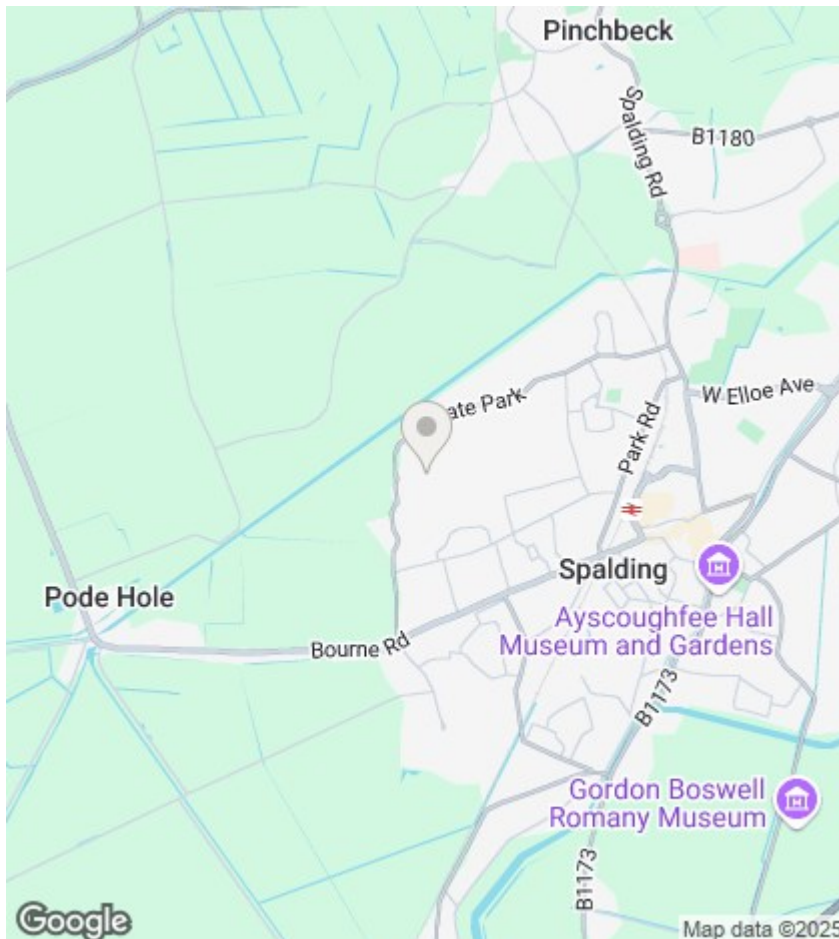 Pinchbeck
Spalding Rd
B1180
ate Park
W Elloe Ave
Park Rd
Spalding
Pode Hole
Ayscoughfee Hall
Museum and Gardens
Bourne Rd
B1173
Gordon Boswell
Romany Museum
B1173
Google
Map data ©2025